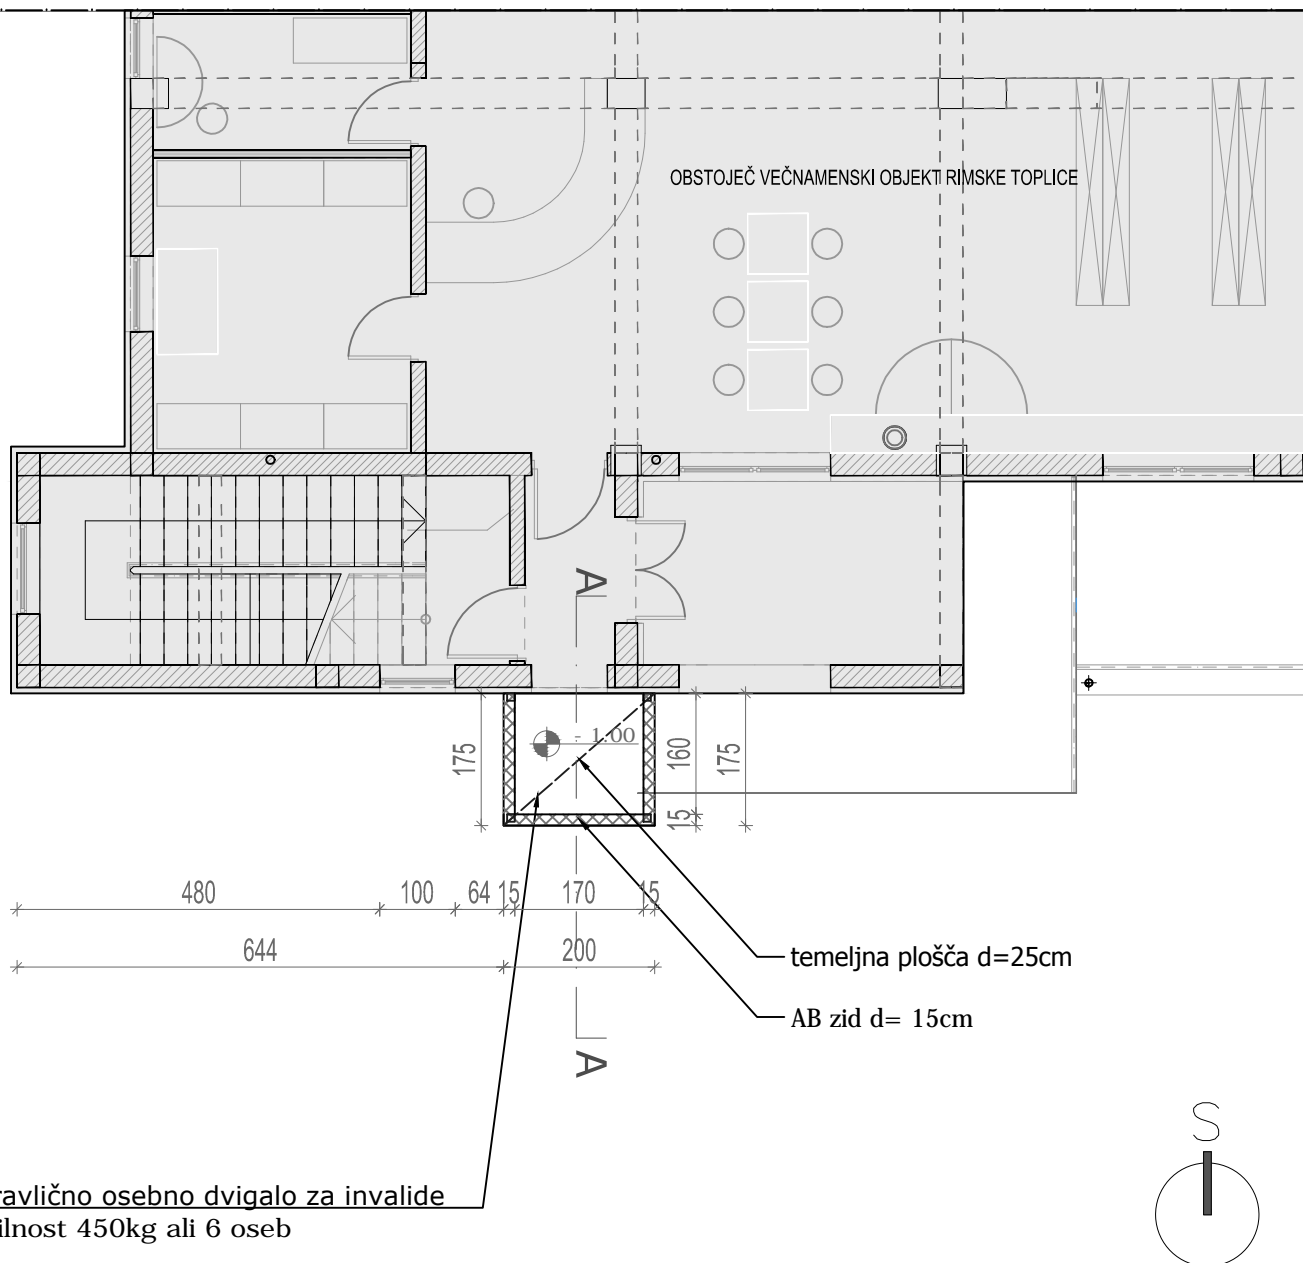 OBSTOJEČ VEČNAMENSKI OBJEKT RIMSKE TOPLICE
A
- 1.00
175
160
175
15
480
100
64
15
170
15
644
200
temeljna plošča d=25cm
AB zid d= 15cm
A
S
ravlično osebno dvigalo za invalide
ilnost 450kg ali 6 oseb